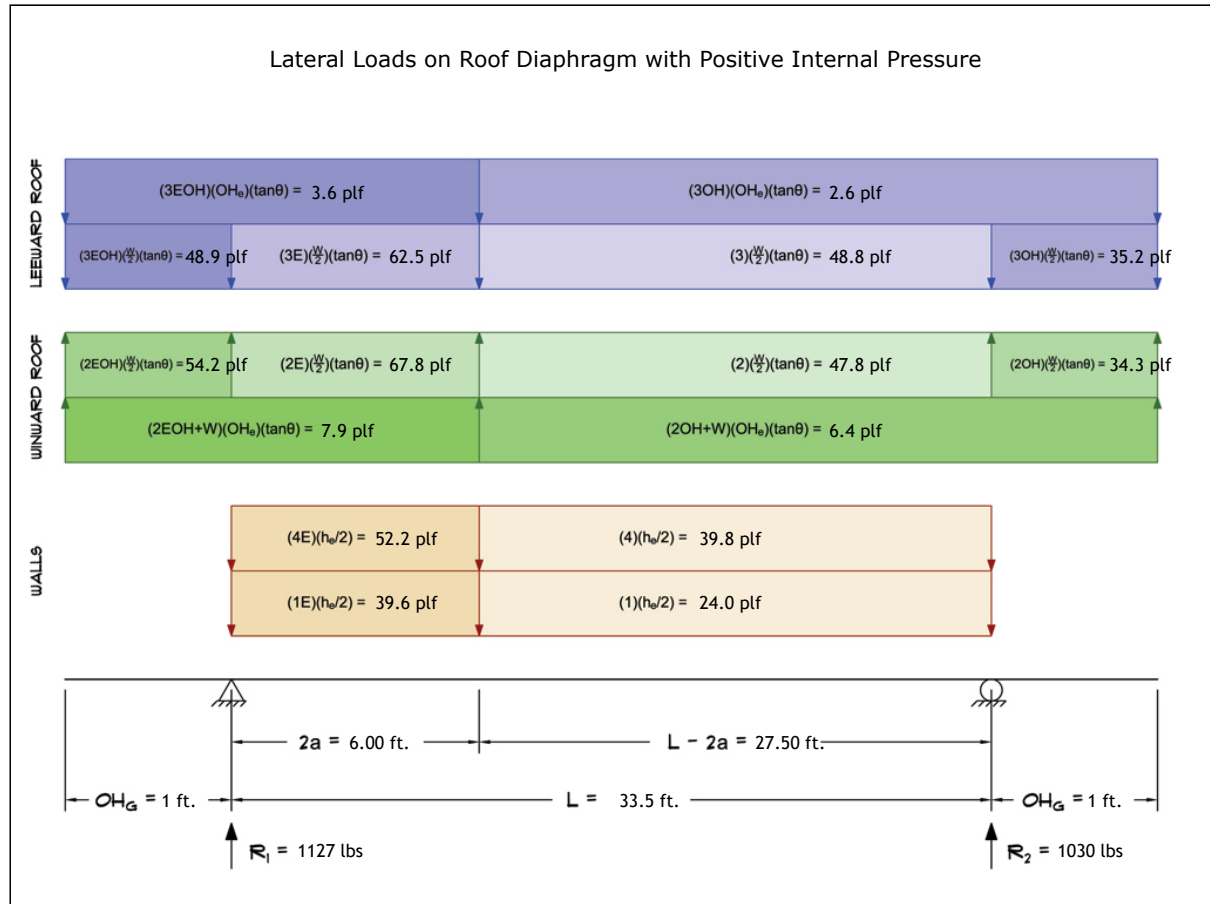 Lateral Loads on Roof Diaphragm with Positive Internal Pressure
LEEWARD ROOF
(3EOH)(OHₑ)(tanθ) = 3.6 plf
(3OH)(OHₑ)(tanθ) = 2.6 plf
(3EOH)(W/2)(tanθ) = 48.9 plf
(3E)(W/2)(tanθ) = 62.5 plf
(3)(W/2)(tanθ) = 48.8 plf
(3OH)(W/2)(tanθ) = 35.2 plf
WINWARD ROOF
(2EOH)(W/2)(tanθ) = 54.2 plf
(2E)(W/2)(tanθ) = 67.8 plf
(2)(W/2)(tanθ) = 47.8 plf
(2OH)(W/2)(tanθ) = 34.3 plf
(2EOH+W)(OHₑ)(tanθ) = 7.9 plf
(2OH+W)(OHₑ)(tanθ) = 6.4 plf
WALLS
(4E)(hₑ/2) = 52.2 plf
(4)(hₑ/2) = 39.8 plf
(1E)(hₑ/2) = 39.6 plf
(1)(hₑ/2) = 24.0 plf
2a = 6.00 ft.
L - 2a = 27.50 ft.
OH_G = 1 ft.
L = 33.5 ft.
OH_G = 1 ft.
R₁ = 1127 lbs
R₂ = 1030 lbs